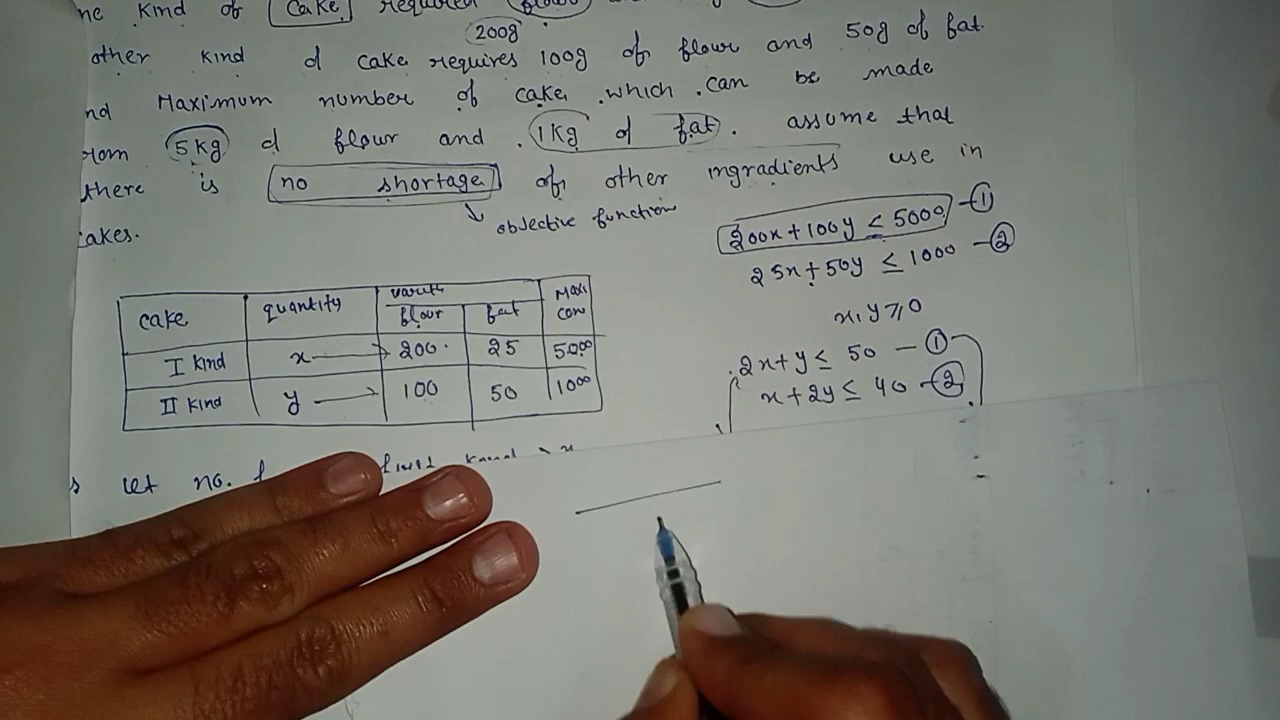 kind of cake required
200g
other kind d cake requires 100g of flour and 50g of fat.
nd Maximum number of cake which can be made
rom 5kg d flour and 1kg of fat. assume that
there is no shortage of other ingradients use in
akes.
objective function
200x + 100y ≤ 5000 - ①
25x + 50y ≤ 1000 - ②
x, y ≥ 0
2x + y ≤ 50 - ①
x + 2y ≤ 40 - ②
cake quantity flour fat Maxi con
I kind x 200 25 5000
II kind y 100 50 1000
s let no.